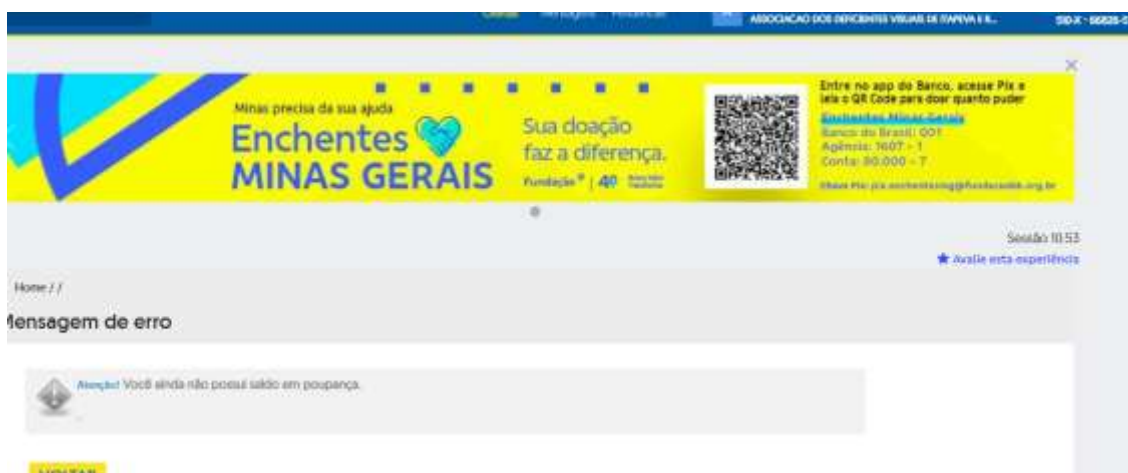 Mensagens
ASSOCIACAO DOS DEFICIENTES VISUAIS DE ITAPEVA E R...
Minas precisa da sua ajuda
Enchentes
MINAS GERAIS
Sua doação
faz a diferença.
Fundação
Entre no app do Banco, acesse Pix e
leia o QR Code para doar quanto puder
Enchentes Minas Gerais
Banco do Brasil: 001
Agência: 1607 - 1
Conta: 80.000 - 7
Sessão 10:53
Avalie esta experiência
Home / /
Mensagem de erro
Atenção! Você ainda não possui saldo em poupança.